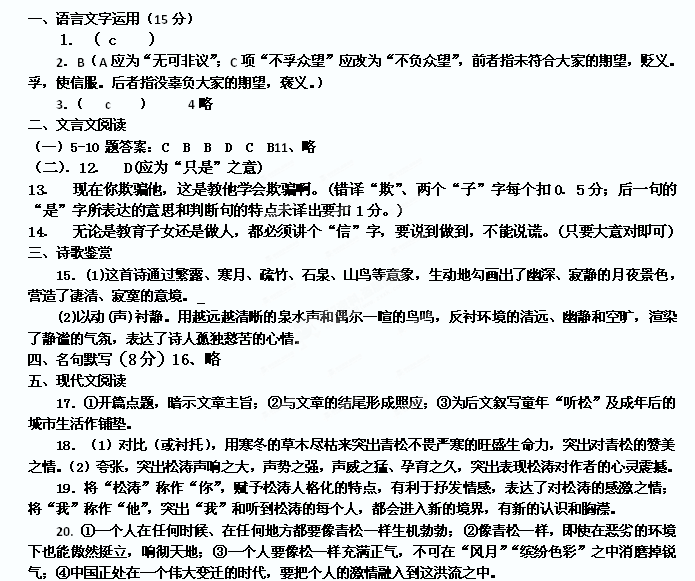 一、语言文字运用（15 分）
1. （ c ）
2．B（A 应为“无可非议”；C 项“不孚众望”应改为“不负众望”，前者指未符合大家的期望，贬义。
孚，使信服。后者指没辜负大家的期望，褒义。）
3．（ c ） 4 略
二、文言文阅读
（一）5-10 题答案：C B B D C B11、略
（二）．12． D(应为“只是”之意)
13． 现在你欺骗他，这是教他学会欺骗啊。(错译“欺”、两个“子”字每个扣 0．5 分；后一句的
“是”字所表达的意思和判断句的特点未译出要扣 1 分。)
14． 无论是教育子女还是做人，都必须讲个“信”字，要说到做到，不能说谎。(只要大意对即可)
三、诗歌鉴赏
15．(1)这首诗通过繁露、寒月、疏竹、石泉、山鸟等意象，生动地勾画出了幽深、寂静的月夜景色，
营造了凄清、寂寞的意境。_
(2)以动(声)衬静。用越远越清晰的泉水声和偶尔一喧的鸟鸣，反衬环境的清远、幽静和空旷，渲染
了静谧的气氛，表达了诗人孤独愁苦的心情。
四、名句默写（8 分）16、略
五、现代文阅读
17．①开篇点题，暗示文章主旨；②与文章的结尾形成照应；③为后文叙写童年“听松”及成年后的
城市生活作铺垫。
18．（1）对比（或衬托），用寒冬的草木尽枯来突出青松不畏严寒的旺盛生命力，突出对青松的赞美
之情。（2）夸张，突出松涛声响之大，声势之强，声威之猛、孕育之久，突出表现松涛对作者的心灵震撼。
19．将“松涛”称作“你”，赋予松涛人格化的特点，有利于抒发情感，表达了对松涛的感激之情；
将“我”称作“他”，突出“我”和听到松涛的每个人，都会进入新的境界，有新的认识和胸襟。
20．①一个人在任何时候、在任何地方都要像青松一样生机勃勃；②像青松一样，即使在恶劣的环境
下也能傲然挺立，响彻天地；③一个人要像松一样充满正气，不可在“风月”“缤纷色彩”之中消磨掉锐
气；④中国正处在一个伟大变迁的时代，要把个人的激情融入到这洪流之中。